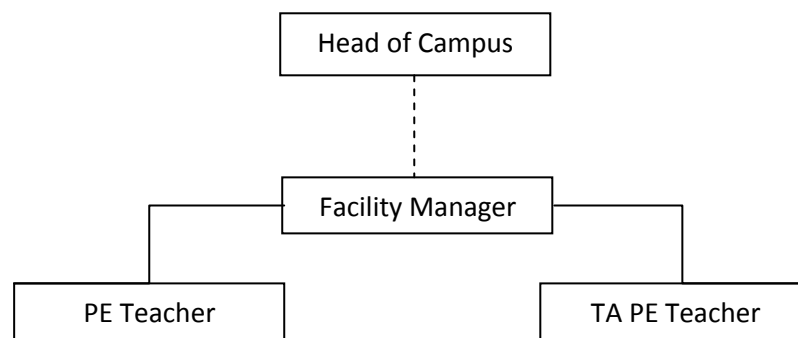 Head of Campus
Facility Manager
PE Teacher
TA PE Teacher